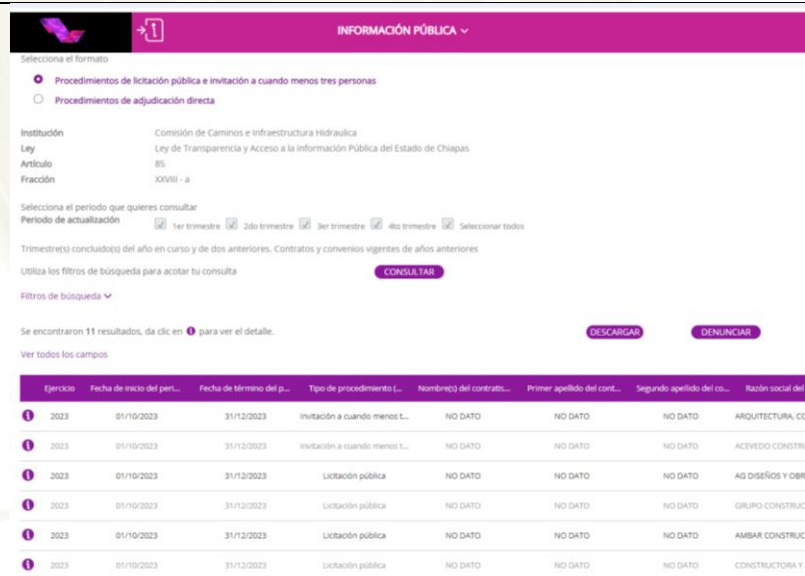 INFORMACIÓN PÚBLICA
Selecciona el formato
Procedimientos de licitación pública e invitación a cuando menos tres personas
Procedimientos de adjudicación directa
Institución Comisión de Caminos e Infraestructura Hidraulica
Ley Ley de Transparencia y Acceso a la Información Pública del Estado de Chiapas
Artículo 85
Fracción XXVIII - a
Selecciona el periodo que quieres consultar
Periodo de actualización 1er trimestre 2do trimestre 3er trimestre 4to trimestre Seleccionar todos
Trimestre(s) concluido(s) del año en curso y de dos anteriores. Contratos y convenios vigentes de años anteriores
Utiliza los filtros de búsqueda para acotar tu consulta CONSULTAR
Filtros de búsqueda
Se encontraron 11 resultados, da clic en i para ver el detalle. DESCARGAR DENUNCIAR
Ver todos los campos
Ejercicio Fecha de inicio del peri... Fecha de término del p... Tipo de procedimiento (... Nombre(s) del contratis... Primer apellido del cont... Segundo apellido del co... Razón social del
2023 01/10/2023 31/12/2023 Invitación a cuando menos t... NO DATO NO DATO NO DATO ARQUITECTURA, CO
2023 01/10/2023 31/12/2023 Invitación a cuando menos t... NO DATO NO DATO NO DATO ACEVEDO CONSTRU
2023 01/10/2023 31/12/2023 Licitación pública NO DATO NO DATO NO DATO AG DISEÑOS Y OBR
2023 01/10/2023 31/12/2023 Licitación pública NO DATO NO DATO NO DATO GRUPO CONSTRUC
2023 01/10/2023 31/12/2023 Licitación pública NO DATO NO DATO NO DATO AMBAR CONSTRUC
2023 01/10/2023 31/12/2023 Licitación pública NO DATO NO DATO NO DATO CONSTRUCTORA Y